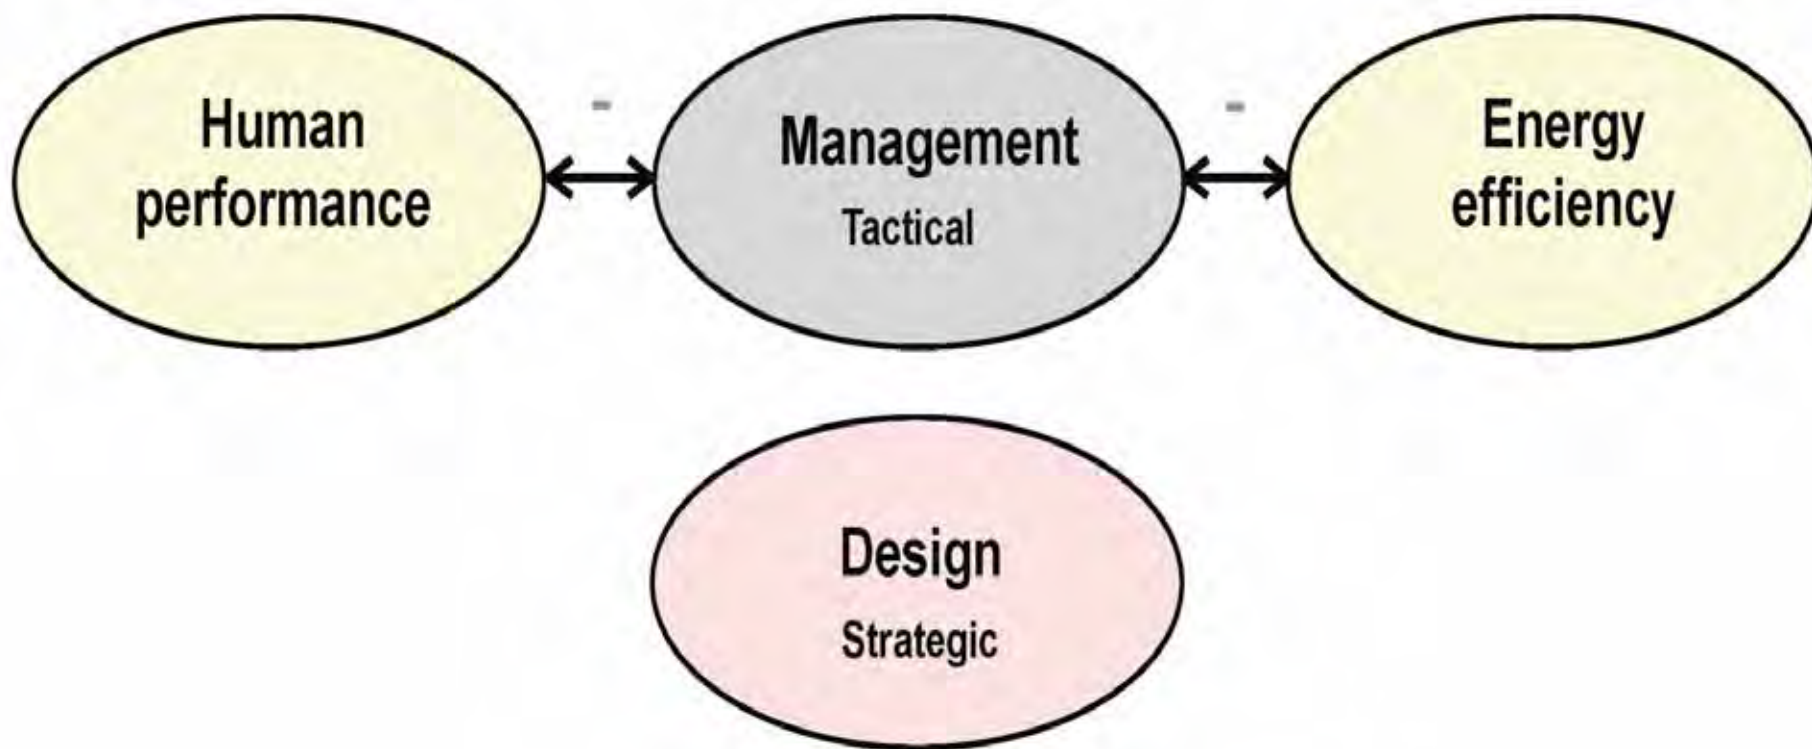 Human
performance
-
Management
Tactical
-
Energy
efficiency
Design
Strategic